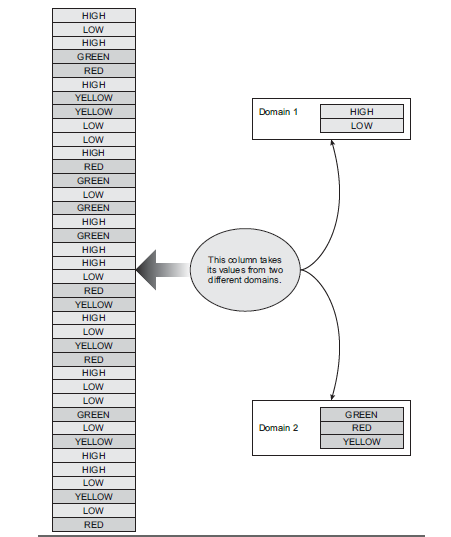 HIGH
LOW
HIGH
GREEN
RED
HIGH
YELLOW
YELLOW
LOW
LOW
HIGH
RED
GREEN
LOW
GREEN
HIGH
GREEN
HIGH
HIGH
LOW
RED
YELLOW
HIGH
LOW
YELLOW
RED
HIGH
LOW
LOW
GREEN
LOW
YELLOW
HIGH
HIGH
LOW
YELLOW
LOW
RED
This column takes
its values from two
different domains.
Domain 1
HIGH
LOW
Domain 2
GREEN
RED
YELLOW